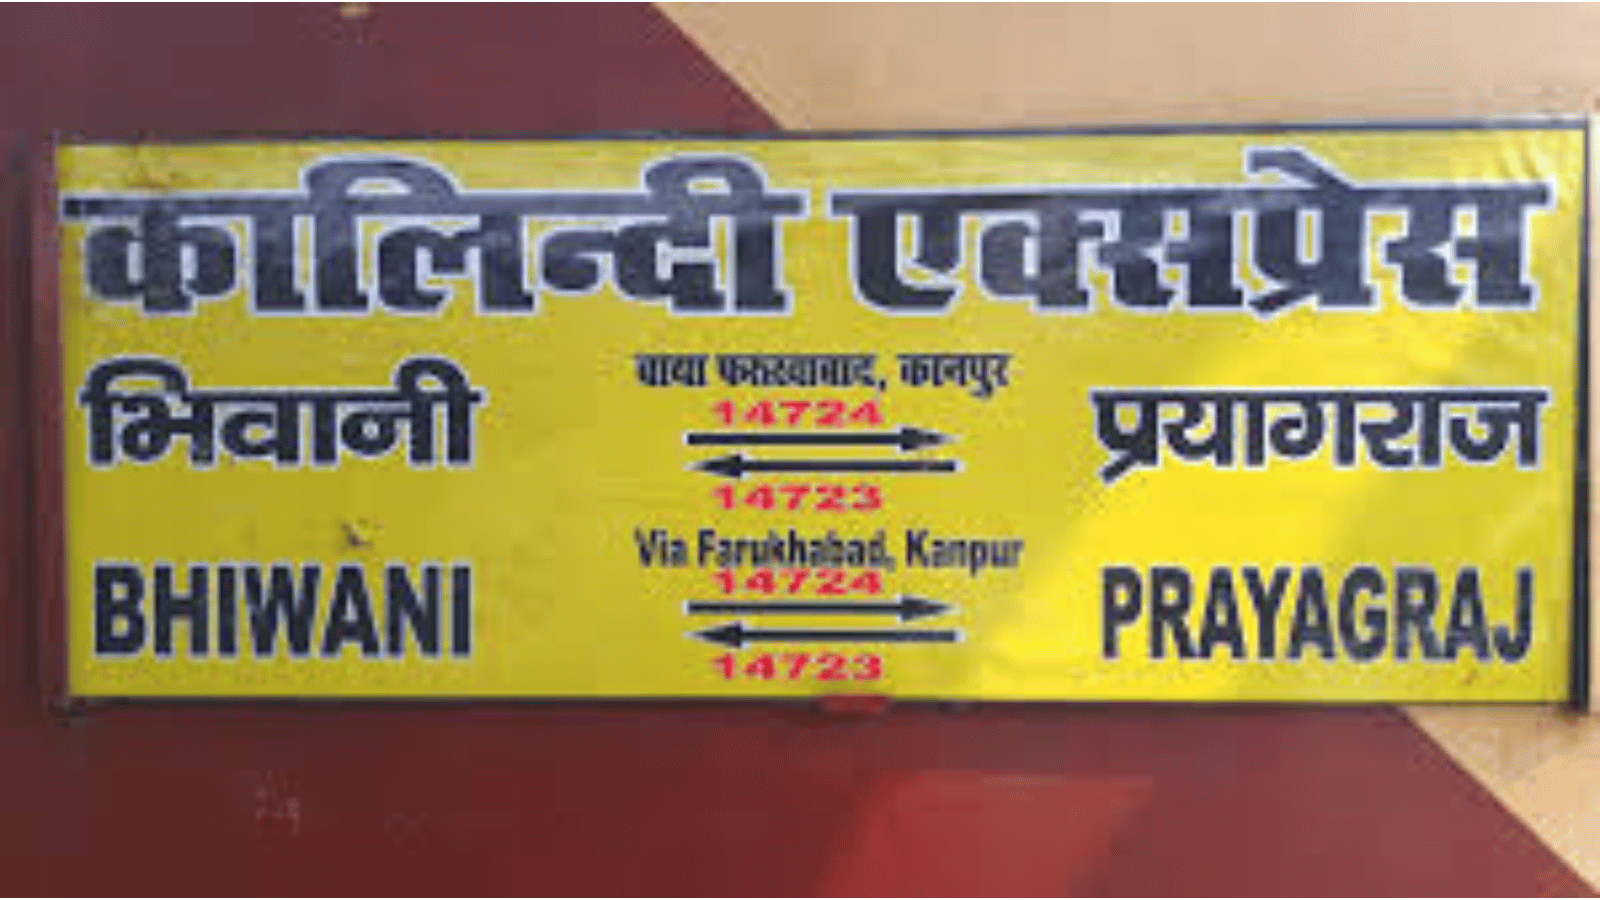 कालिन्दी एक्सप्रेस
भिवानी
वाया फरुखाबाद, कानपुर
14724
14723
प्रयागराज
BHIWANI
Via Farukhabad, Kanpur
14724
14723
PRAYAGRAJ